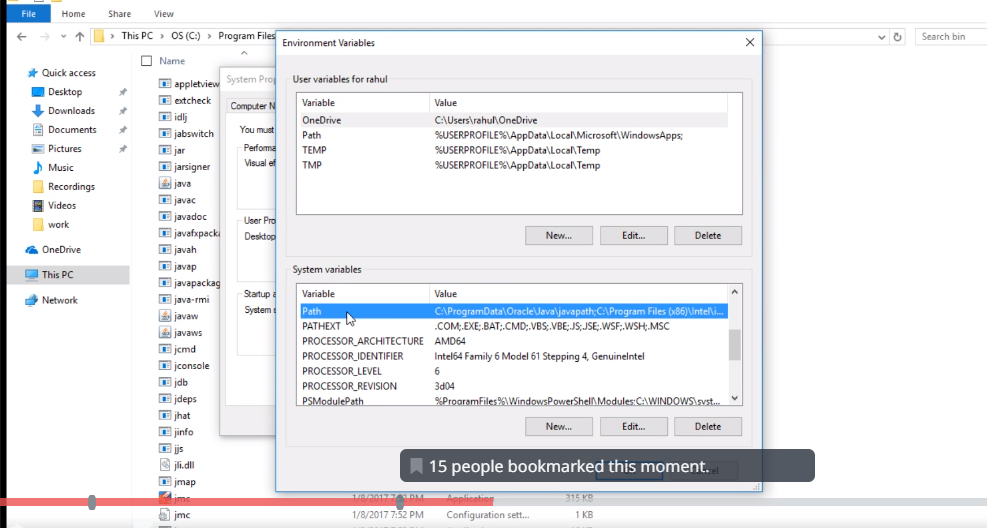 File Home Share View
This PC > OS (C:) > Program Files
Search bin
Quick access
Desktop
Downloads
Documents
Pictures
Music
Recordings
Videos
work
OneDrive
This PC
Network
Name
appletview
extcheck
idlj
jabswitch
jar
jarsigner
java
javac
javadoc
javafxpacka
javah
javap
javapackag
java-rmi
javaw
javaws
jcmd
jconsole
jdb
jdeps
jhat
jinfo
jjs
jli.dll
jmap
jmc 1/8/2017 7:52 PM Application 315 KB
jmc 1/8/2017 7:52 PM Configuration sett... 1 KB
System Prop
Computer N
You must
Performa
Visual ef
User Pro
Desktop
Startup a
System s
Environment Variables
User variables for rahul
Variable Value
OneDrive C:\Users\rahul\OneDrive
Path %USERPROFILE%\AppData\Local\Microsoft\WindowsApps;
TEMP %USERPROFILE%\AppData\Local\Temp
TMP %USERPROFILE%\AppData\Local\Temp
New... Edit... Delete
System variables
Variable Value
Path C:\ProgramData\Oracle\Java\javapath;C:\Program Files (x86)\Intel\i...
PATHEXT .COM;.EXE;.BAT;.CMD;.VBS;.VBE;.JS;.JSE;.WSF;.WSH;.MSC
PROCESSOR_ARCHITECTURE AMD64
PROCESSOR_IDENTIFIER Intel64 Family 6 Model 61 Stepping 4, GenuineIntel
PROCESSOR_LEVEL 6
PROCESSOR_REVISION 3d04
PSModulePath %ProgramFiles%\WindowsPowerShell\Modules;C:\WINDOWS\syst...
New... Edit... Delete
15 people bookmarked this moment.